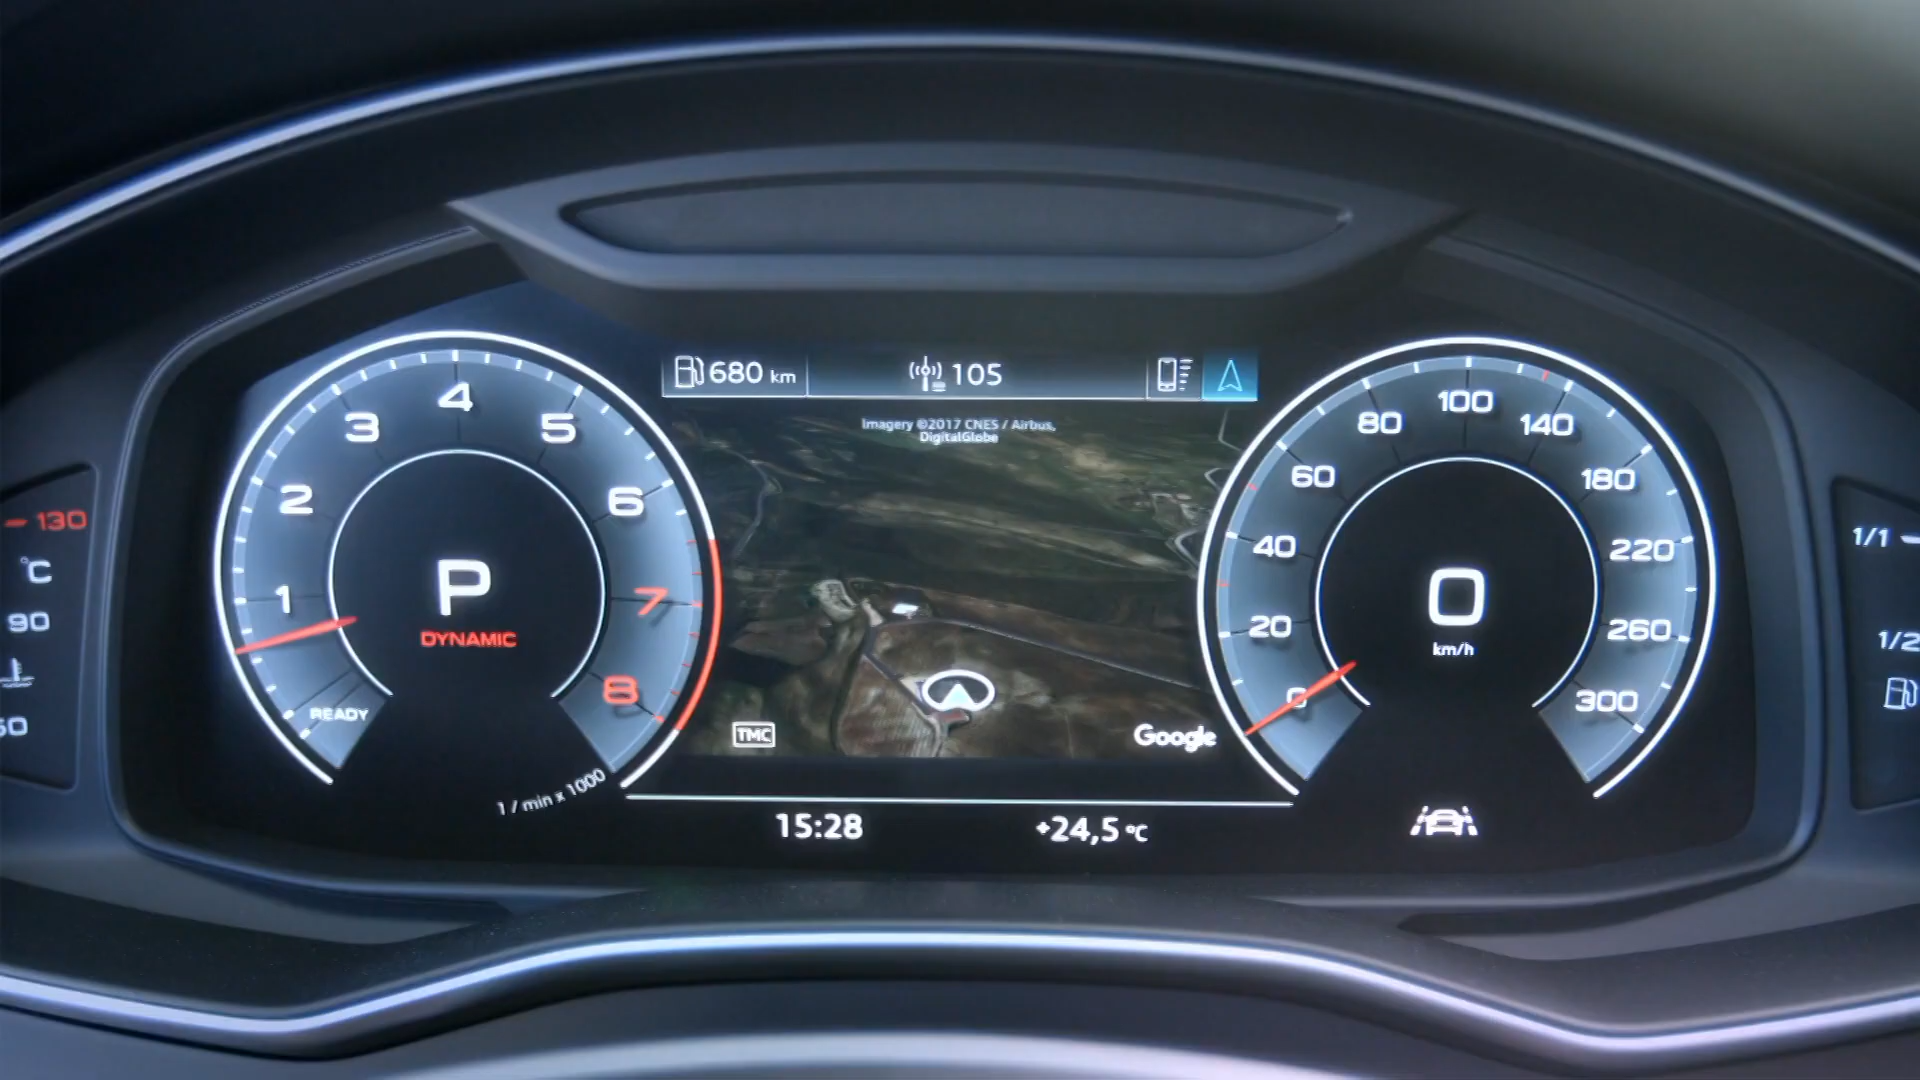 680 km
105
Imagery ©2017 CNES / Airbus,
DigitalGlobe
130
°C
90
1
2
3
4
5
6
7
8
READY
P
DYNAMIC
1 / min x 1000
TMC
Google
0
20
40
60
80
100
140
180
220
260
300
0
km/h
1/1
1/2
15:28
+24,5 °C